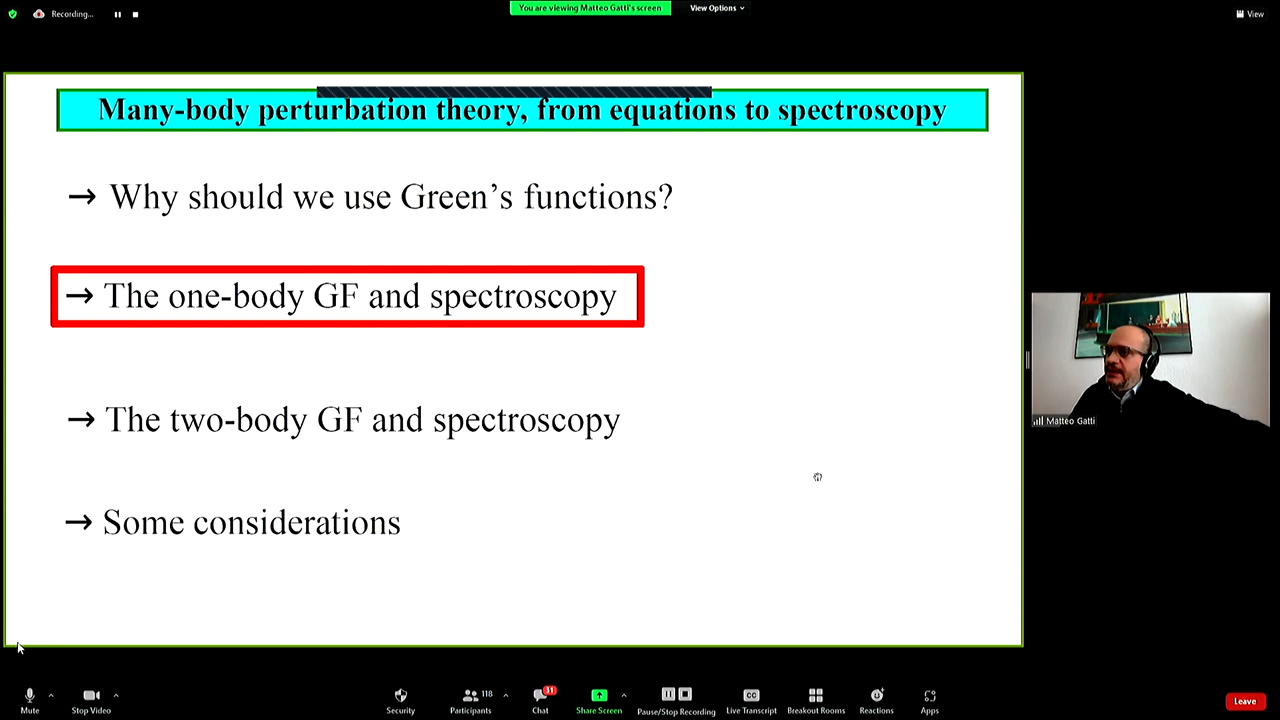 Recording...
You are viewing Matteo Gatti's screen
View Options
View
Many-body perturbation theory, from equations to spectroscopy
→ Why should we use Green's functions?
→ The one-body GF and spectroscopy
→ The two-body GF and spectroscopy
→ Some considerations
Matteo Gatti
Mute
Stop Video
Security
Participants
118
Chat
31
Share Screen
Pause/Stop Recording
CC
Live Transcript
Breakout Rooms
Reactions
Apps
Leave